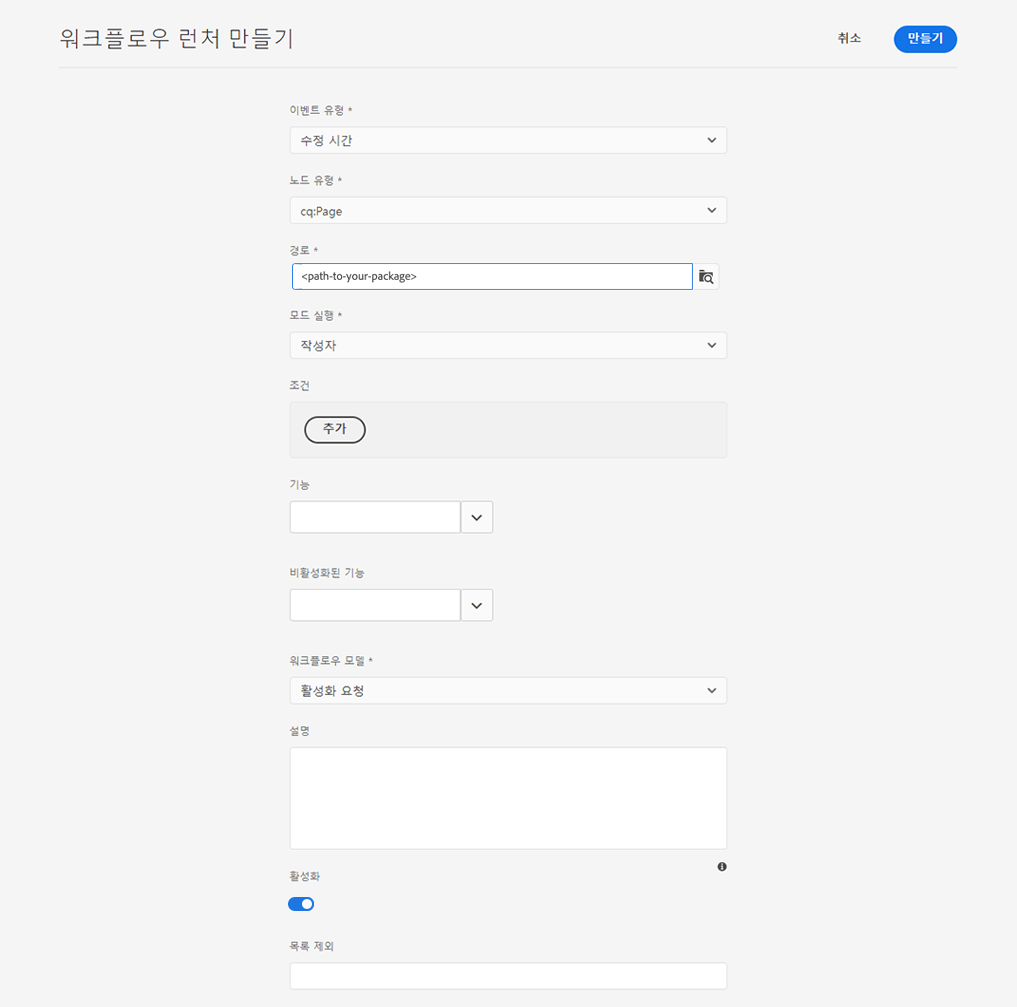 워크플로우 런처 만들기
취소
만들기
이벤트 유형 *
수정 시간
노드 유형 *
cq:Page
경로 *
<path-to-your-package>
모드 실행 *
작성자
조건
추가
기능
비활성화된 기능
워크플로우 모델 *
활성화 요청
설명
활성화
목록 제외